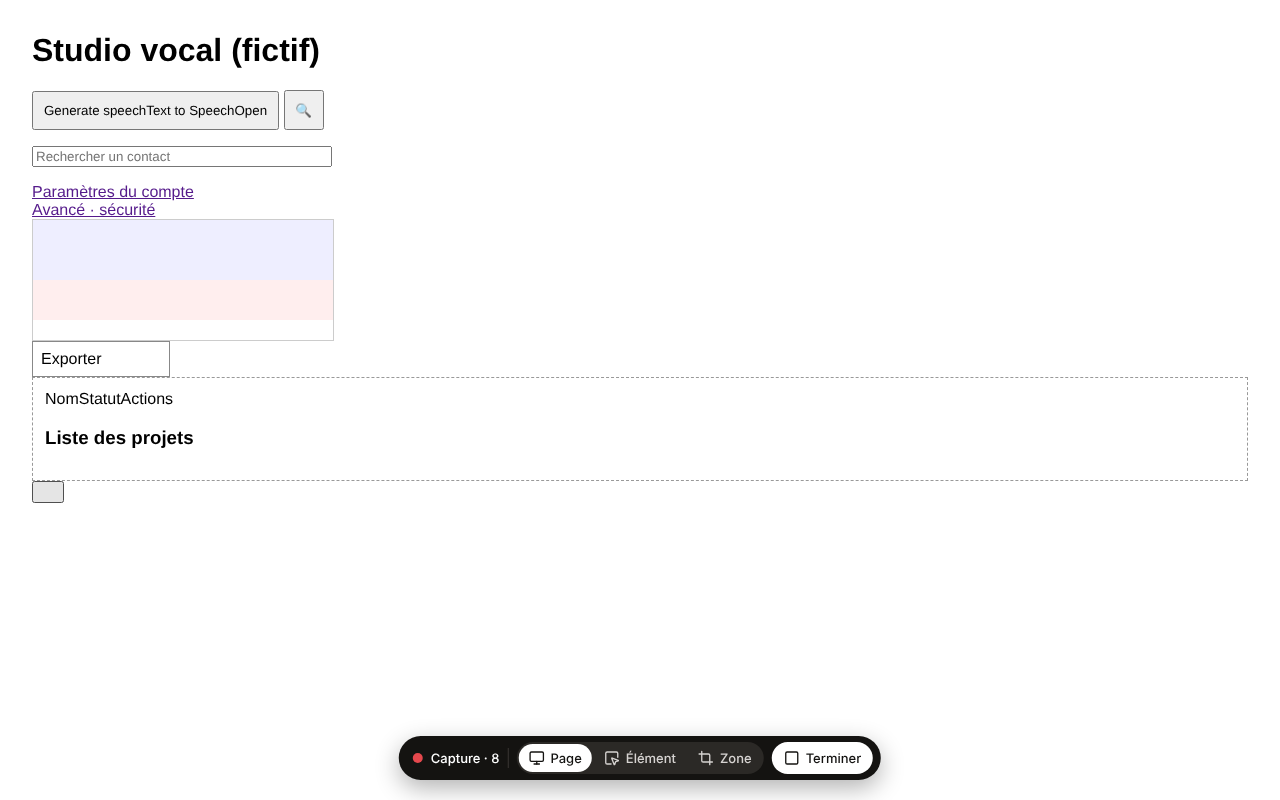 Studio vocal (fictif)
Generate speechText to SpeechOpen 🔍
Rechercher un contact
Paramètres du compte
Avancé · sécurité
Exporter
NomStatutActions
Liste des projets
Capture · 8 Page Élément Zone Terminer